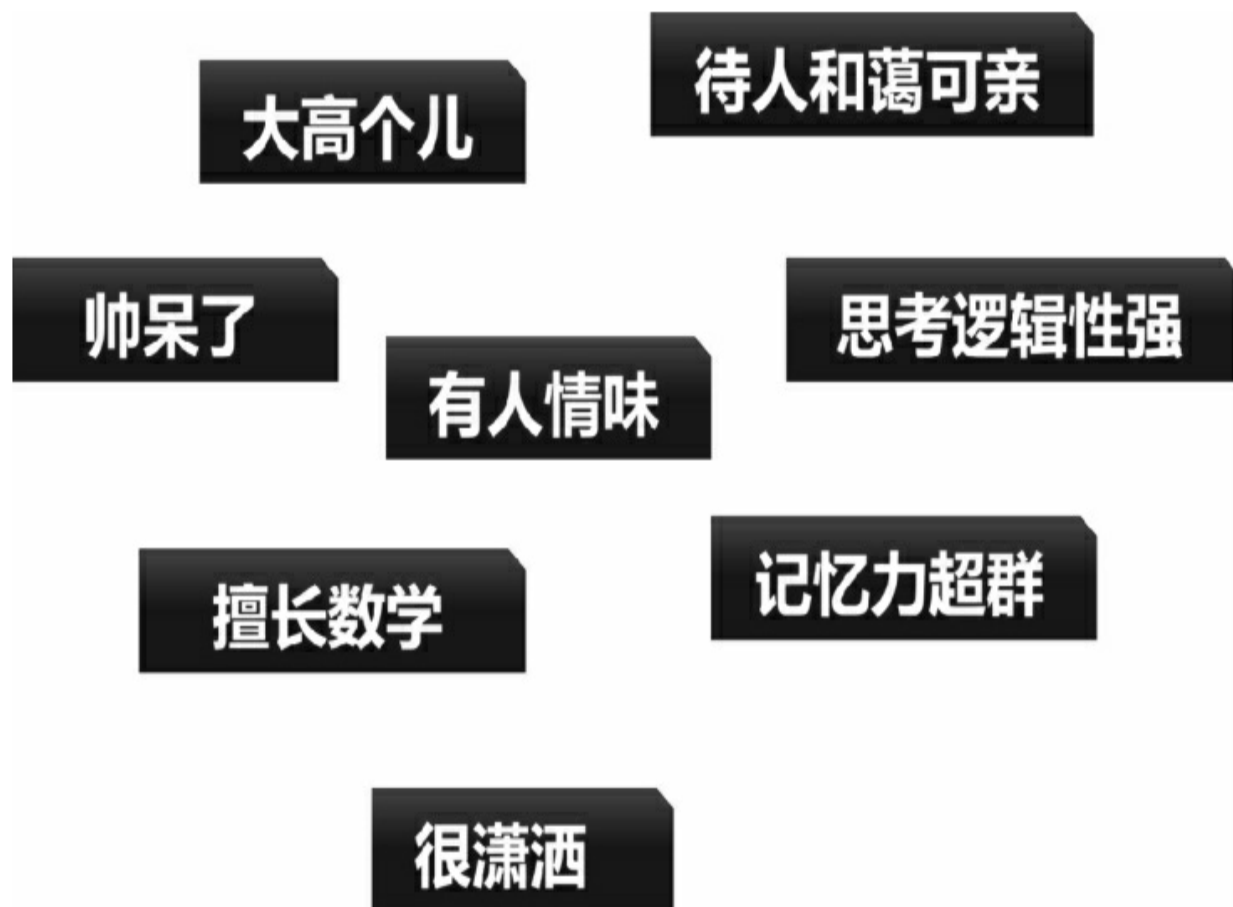 待人和蔼可亲
大高个儿
帅呆了
思考逻辑性强
有人情味
记忆力超群
擅长数学
很潇洒